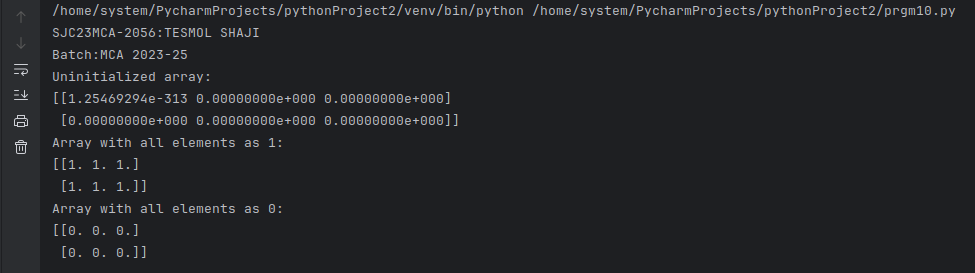 /home/system/PycharmProjects/pythonProject2/venv/bin/python /home/system/PycharmProjects/pythonProject2/prgm10.py
SJC23MCA-2056:TESMOL SHAJI
Batch:MCA 2023-25
Uninitialized array:
[[1.25469294e-313 0.00000000e+000 0.00000000e+000]
 [0.00000000e+000 0.00000000e+000 0.00000000e+000]]
Array with all elements as 1:
[[1. 1. 1.]
 [1. 1. 1.]]
Array with all elements as 0:
[[0. 0. 0.]
 [0. 0. 0.]]